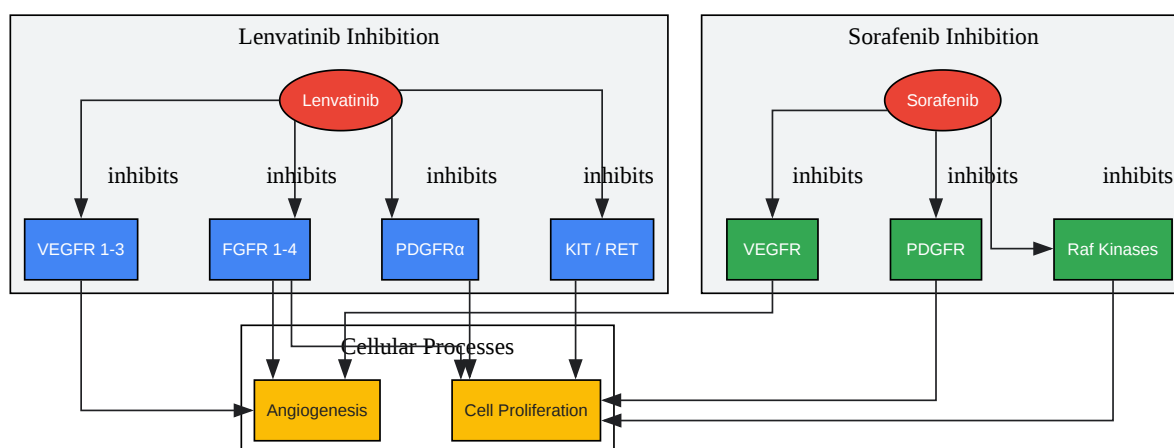 Lenvatinib Inhibition
Sorafenib Inhibition
Lenvatinib
Sorafenib
inhibits
inhibits
inhibits
inhibits
inhibits
inhibits
inhibits
VEGFR 1-3
FGFR 1-4
PDGFRα
KIT / RET
VEGFR
PDGFR
Raf Kinases
Cellular Processes
Angiogenesis
Cell Proliferation